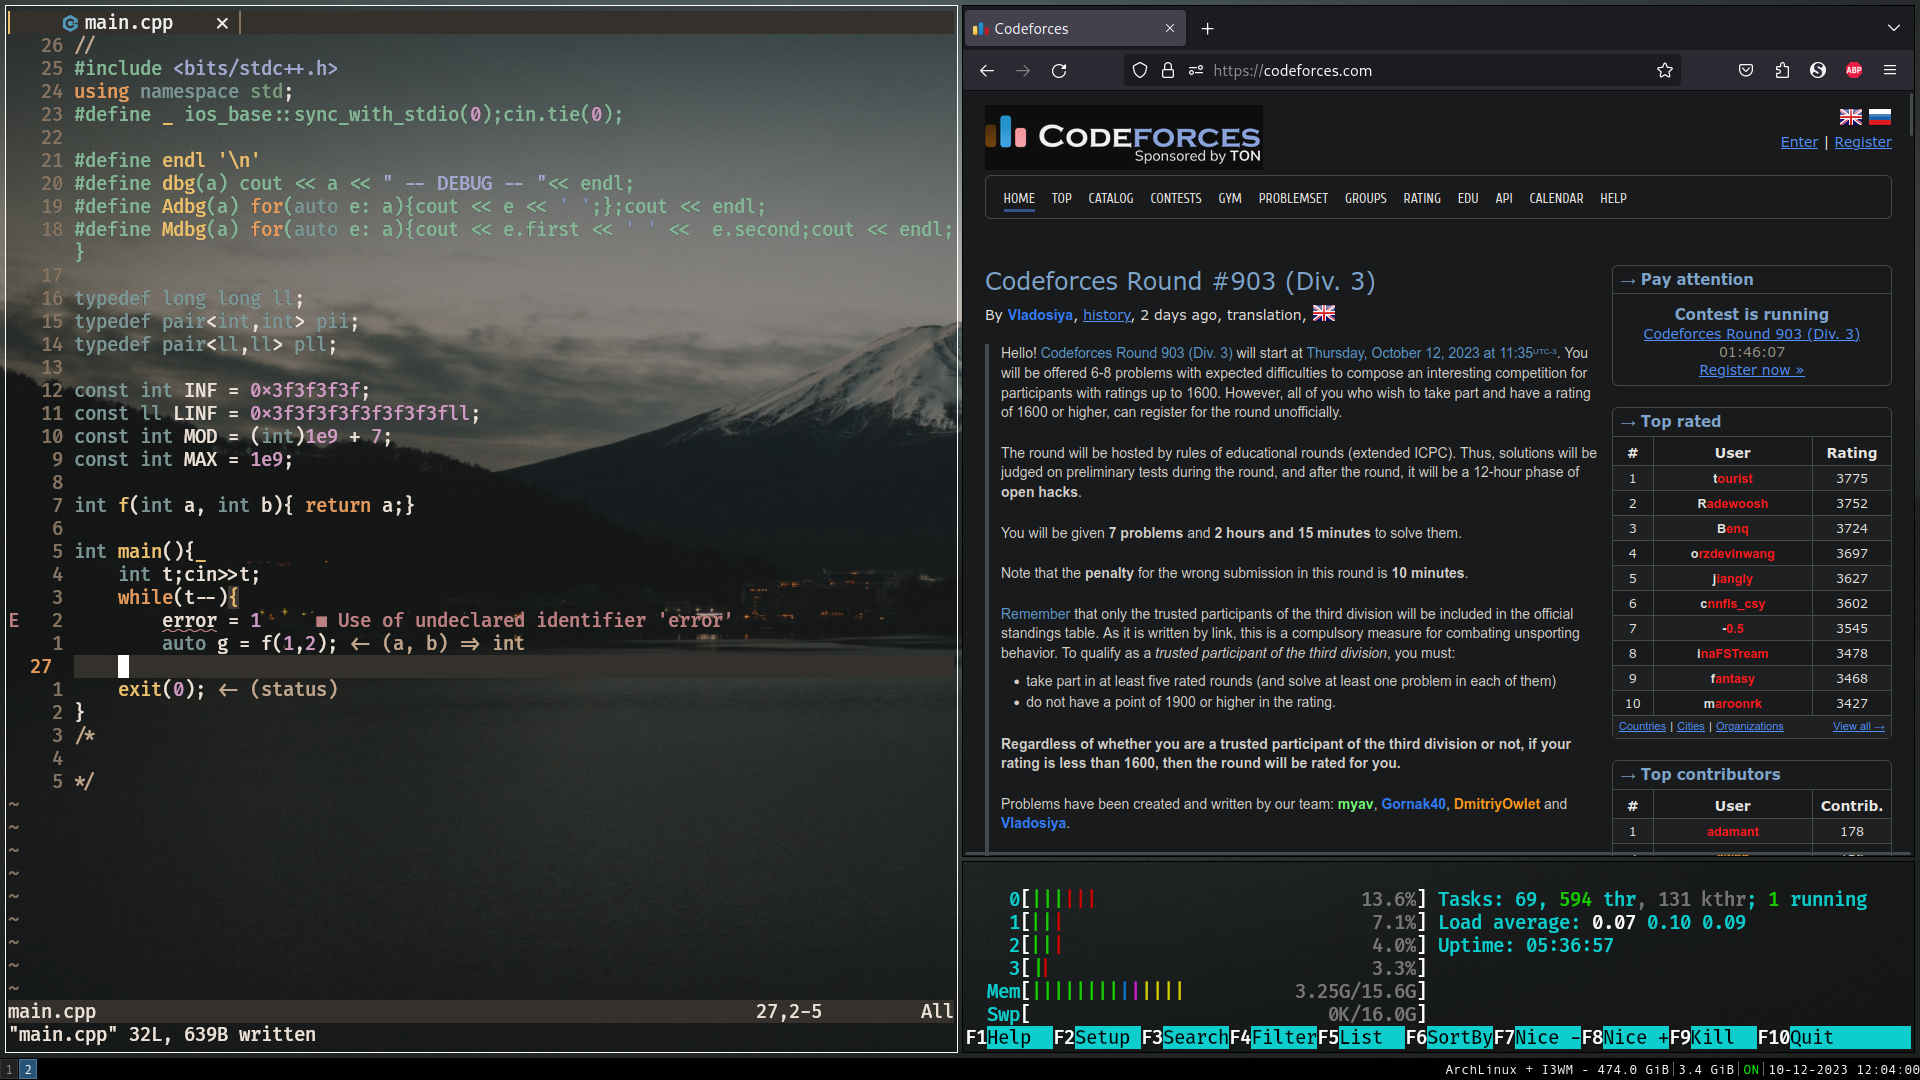 main.cpp ✕
26 //
25 #include <bits/stdc++.h>
24 using namespace std;
23 #define _ ios_base::sync_with_stdio(0);cin.tie(0);
22
21 #define endl '\n'
20 #define dbg(a) cout << a << " -- DEBUG -- "<< endl;
19 #define Adbg(a) for(auto e: a){cout << e << ' ';};cout << endl;
18 #define Mdbg(a) for(auto e: a){cout << e.first << ' ' <<  e.second;cout << endl;
}
17
16 typedef long long ll;
15 typedef pair<int,int> pii;
14 typedef pair<ll,ll> pll;
13
12 const int INF = 0x3f3f3f3f;
11 const ll LINF = 0x3f3f3f3f3f3f3f3fll;
10 const int MOD = (int)1e9 + 7;
9 const int MAX = 1e9;
8
7 int f(int a, int b){ return a;}
6
5 int main(){_
4     int t;cin>>t;
3     while(t--){
E 2         error = 1     ■ Use of undeclared identifier 'error'
1         auto g = f(1,2); <- (a, b) => int
27
1     exit(0); <- (status)
2 }
3 /*
4
5 */
~
~
~
~
~
~
~
~
~
main.cpp 27,2-5 All
"main.cpp" 32L, 639B written
Codeforces
https://codeforces.com
ABP
CODEFORCES
Sponsored by TON
Enter | Register
HOME TOP CATALOG CONTESTS GYM PROBLEMSET GROUPS RATING EDU API CALENDAR HELP
Codeforces Round #903 (Div. 3)
By Vladosiya, history, 2 days ago, translation,
Hello! Codeforces Round 903 (Div. 3) will start at Thursday, October 12, 2023 at 11:35UTC-3. You
will be offered 6-8 problems with expected difficulties to compose an interesting competition for
participants with ratings up to 1600. However, all of you who wish to take part and have a rating
of 1600 or higher, can register for the round unofficially.
The round will be hosted by rules of educational rounds (extended ICPC). Thus, solutions will be
judged on preliminary tests during the round, and after the round, it will be a 12-hour phase of
open hacks.
You will be given 7 problems and 2 hours and 15 minutes to solve them.
Note that the penalty for the wrong submission in this round is 10 minutes.
Remember that only the trusted participants of the third division will be included in the official
standings table. As it is written by link, this is a compulsory measure for combating unsporting
behavior. To qualify as a trusted participant of the third division, you must:
• take part in at least five rated rounds (and solve at least one problem in each of them)
• do not have a point of 1900 or higher in the rating.
Regardless of whether you are a trusted participant of the third division or not, if your
rating is less than 1600, then the round will be rated for you.
Problems have been created and written by our team: myav, Gornak40, DmitriyOwlet and
Vladosiya.
→ Pay attention
Contest is running
Codeforces Round 903 (Div. 3)
01:46:07
Register now »
→ Top rated
# User Rating
1 tourist 3775
2 Radewoosh 3752
3 Benq 3724
4 orzdevinwang 3697
5 jiangly 3627
6 cnnfls_csy 3602
7 -0.5 3545
8 inaFSTream 3478
9 fantasy 3468
10 maroonrk 3427
Countries | Cities | Organizations View all →
→ Top contributors
# User Contrib.
1 adamant 178
0[|||||| 13.6%] Tasks: 69, 594 thr, 131 kthr; 1 running
1[||| 7.1%] Load average: 0.07 0.10 0.09
2[||| 4.0%] Uptime: 05:36:57
3[|| 3.3%]
Mem[|||||||||||||| 3.25G/15.6G]
Swp[ 0K/16.0G]
F1Help F2Setup F3SearchF4FilterF5List F6SortByF7Nice -F8Nice +F9Kill F10Quit
1 2 ArchLinux + I3WM - 474.0 GiB|3.4 GiB|ON|10-12-2023 12:04:00